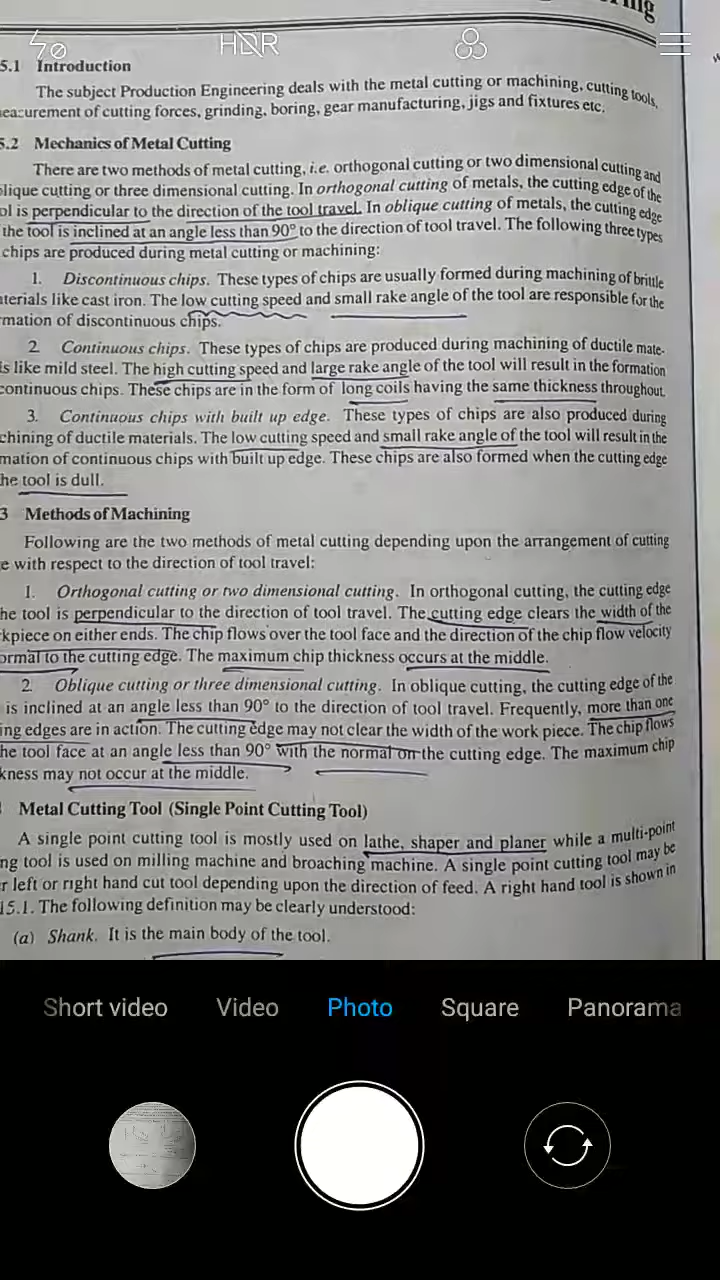 ng
HDR
5.1 Introduction
The subject Production Engineering deals with the metal cutting or machining, cutting tools,
easurement of cutting forces, grinding, boring, gear manufacturing, jigs and fixtures etc.
5.2 Mechanics of Metal Cutting
There are two methods of metal cutting, i.e. orthogonal cutting or two dimensional cutting and
lique cutting or three dimensional cutting. In orthogonal cutting of metals, the cutting edge of the
ol is perpendicular to the direction of the tool travel. In oblique cutting of metals, the cutting edge
the tool is inclined at an angle less than 90° to the direction of tool travel. The following three types
chips are produced during metal cutting or machining:
1. Discontinuous chips. These types of chips are usually formed during machining of brittle
terials like cast iron. The low cutting speed and small rake angle of the tool are responsible for the
mation of discontinuous chips.
2. Continuous chips. These types of chips are produced during machining of ductile mate-
s like mild steel. The high cutting speed and large rake angle of the tool will result in the formation
continuous chips. These chips are in the form of long coils having the same thickness throughout.
3. Continuous chips with built up edge. These types of chips are also produced during
chining of ductile materials. The low cutting speed and small rake angle of the tool will result in the
mation of continuous chips with built up edge. These chips are also formed when the cutting edge
he tool is dull.
3 Methods of Machining
Following are the two methods of metal cutting depending upon the arrangement of cutting
e with respect to the direction of tool travel:
1. Orthogonal cutting or two dimensional cutting. In orthogonal cutting, the cutting edge
he tool is perpendicular to the direction of tool travel. The cutting edge clears the width of the
kpiece on either ends. The chip flows over the tool face and the direction of the chip flow velocity
ormal to the cutting edge. The maximum chip thickness occurs at the middle.
2. Oblique cutting or three dimensional cutting. In oblique cutting, the cutting edge of the
is inclined at an angle less than 90° to the direction of tool travel. Frequently, more than one
ing edges are in action. The cutting edge may not clear the width of the work piece. The chip flows
he tool face at an angle less than 90° with the normal on the cutting edge. The maximum chip
kness may not occur at the middle.
Metal Cutting Tool (Single Point Cutting Tool)
A single point cutting tool is mostly used on lathe, shaper and planer while a multi-point
ng tool is used on milling machine and broaching machine. A single point cutting tool may be
r left or right hand cut tool depending upon the direction of feed. A right hand tool is shown in
15.1. The following definition may be clearly understood:
(a) Shank. It is the main body of the tool.
Short video Video Photo Square Panorama